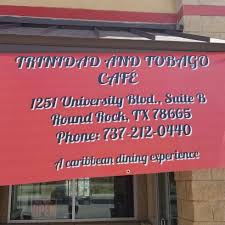 TRINIDAD AND TOBAGO
CAFE
1251 University Blvd., Suite B
Round Rock, TX 78665
Phone: 737-212-0440
A caribbean dining experience
OPEN